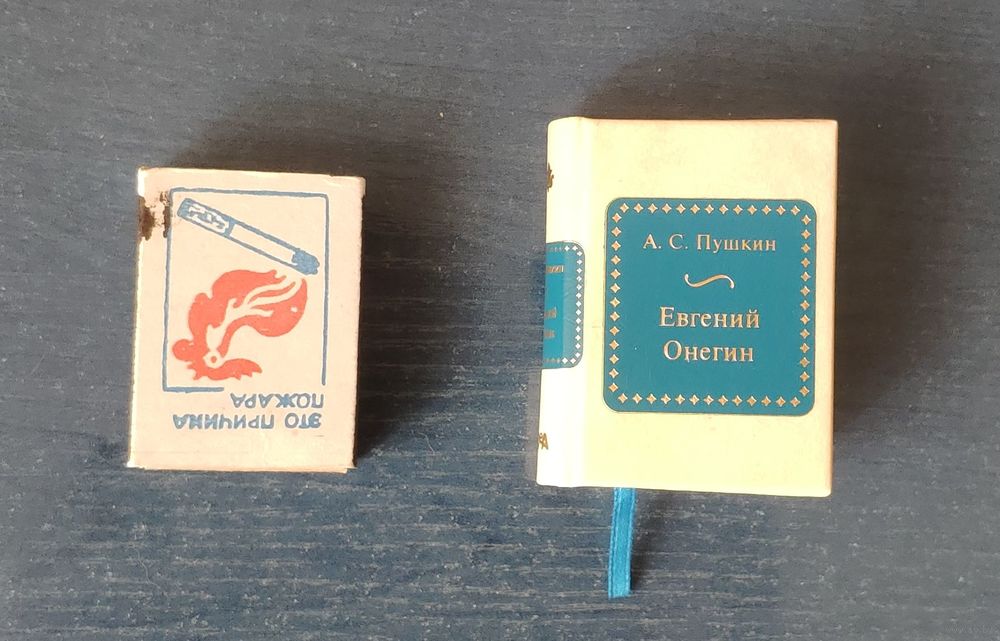 ЭТО ПРИЧИНА
ПОЖАРА
А. С. Пушкин
Евгений
Онегин